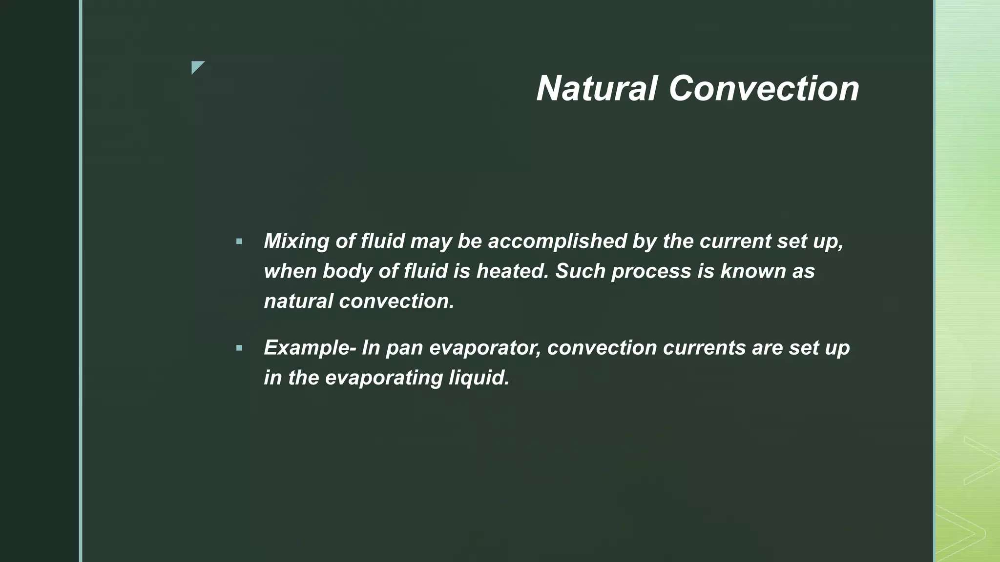 Natural Convection
▪ Mixing of fluid may be accomplished by the current set up,
when body of fluid is heated. Such process is known as
natural convection.
▪ Example- In pan evaporator, convection currents are set up
in the evaporating liquid.